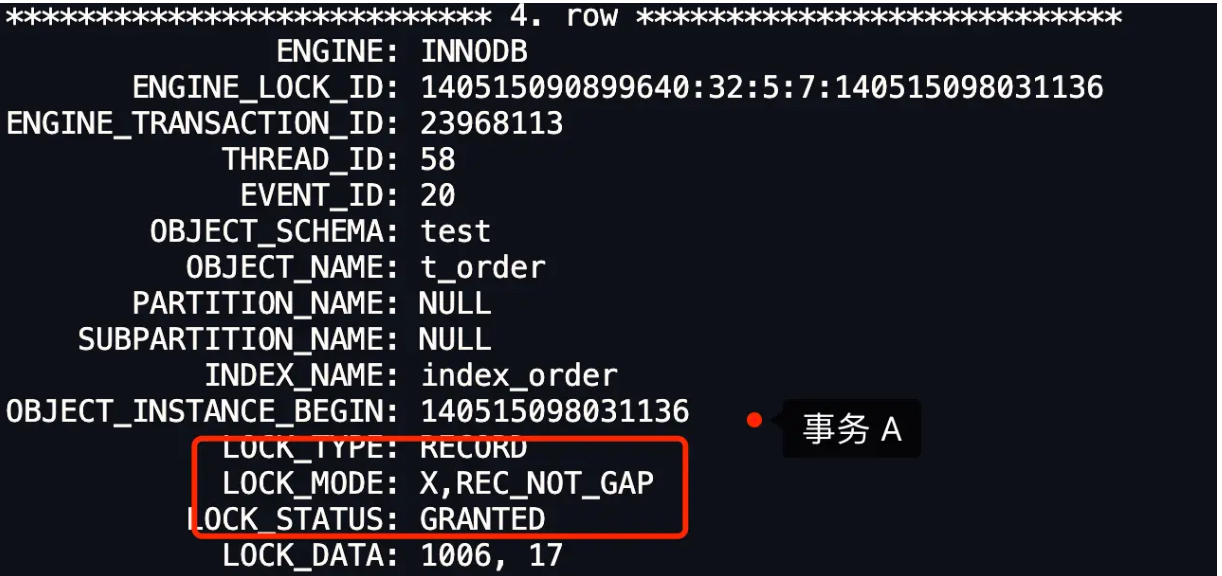 *************************** 4. row ***************************
ENGINE: INNODB
ENGINE_LOCK_ID: 140515090899640:32:5:7:140515098031136
ENGINE_TRANSACTION_ID: 23968113
THREAD_ID: 58
EVENT_ID: 20
OBJECT_SCHEMA: test
OBJECT_NAME: t_order
PARTITION_NAME: NULL
SUBPARTITION_NAME: NULL
INDEX_NAME: index_order
OBJECT_INSTANCE_BEGIN: 140515098031136
事务 A
LOCK_TYPE: RECORD
LOCK_MODE: X,REC_NOT_GAP
LOCK_STATUS: GRANTED
LOCK_DATA: 1006, 17